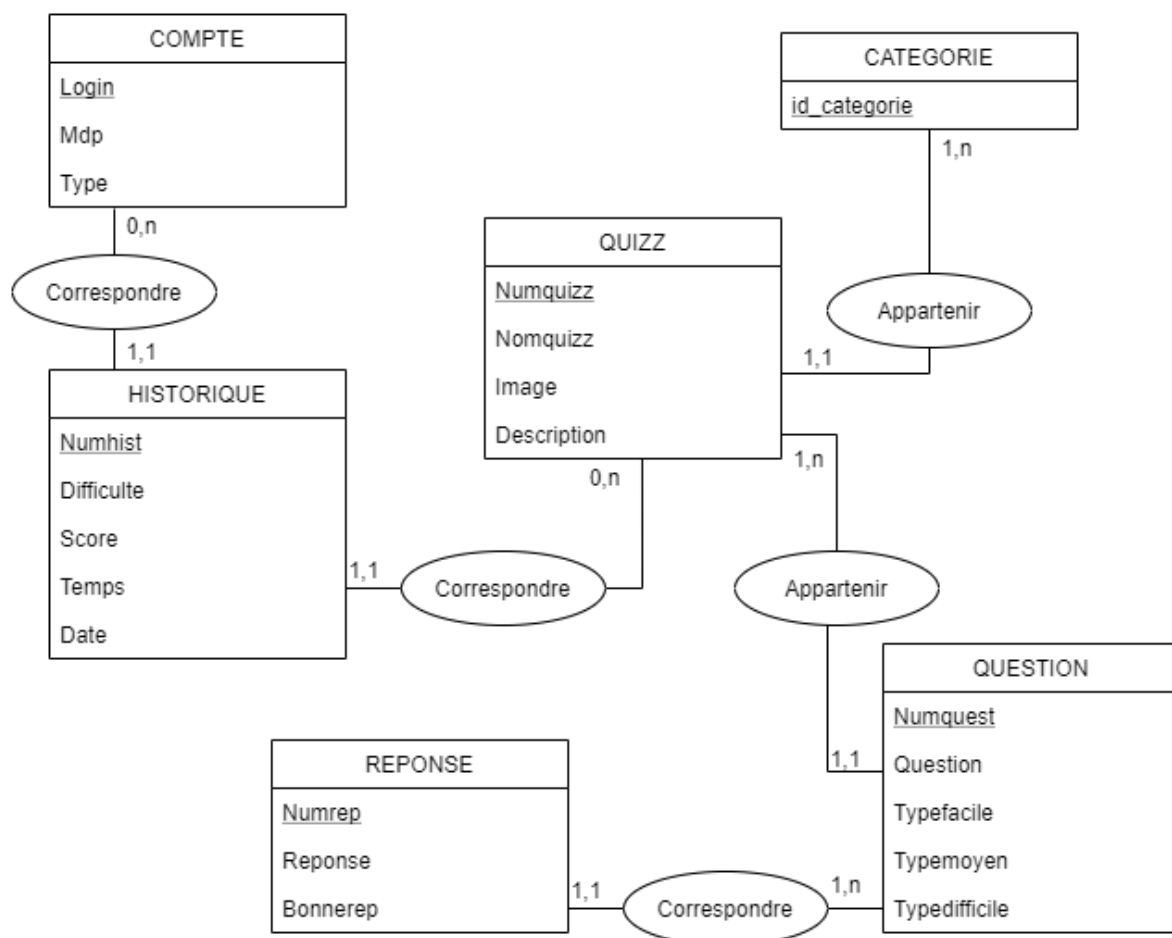 COMPTE
Login
Mdp
Type
0,n
Correspondre
1,1
HISTORIQUE
Numhist
Difficulte
Score
Temps
Date
1,1
Correspondre
0,n
QUIZZ
Numquizz
Nomquizz
Image
Description
CATEGORIE
id_categorie
1,n
Appartenir
1,1
1,n
Appartenir
1,1
QUESTION
Numquest
Question
Typefacile
Typemoyen
Typedifficile
1,n
Correspondre
1,1
REPONSE
Numrep
Reponse
Bonnerep